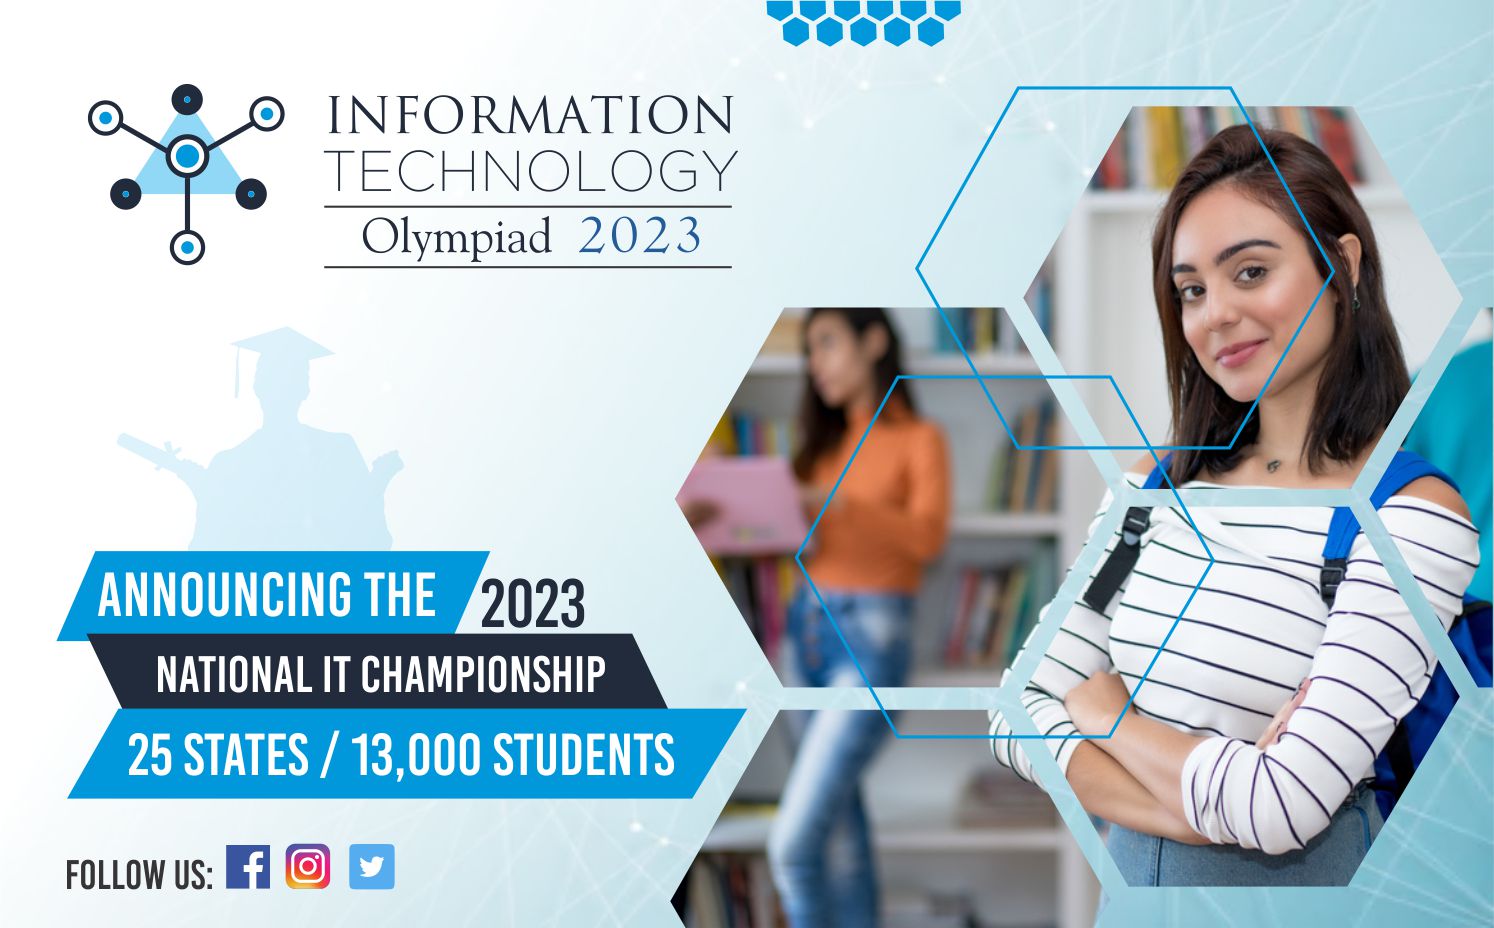 INFORMATION
TECHNOLOGY
Olympiad 2023
ANNOUNCING THE 2023
NATIONAL IT CHAMPIONSHIP
25 STATES / 13,000 STUDENTS
FOLLOW US: